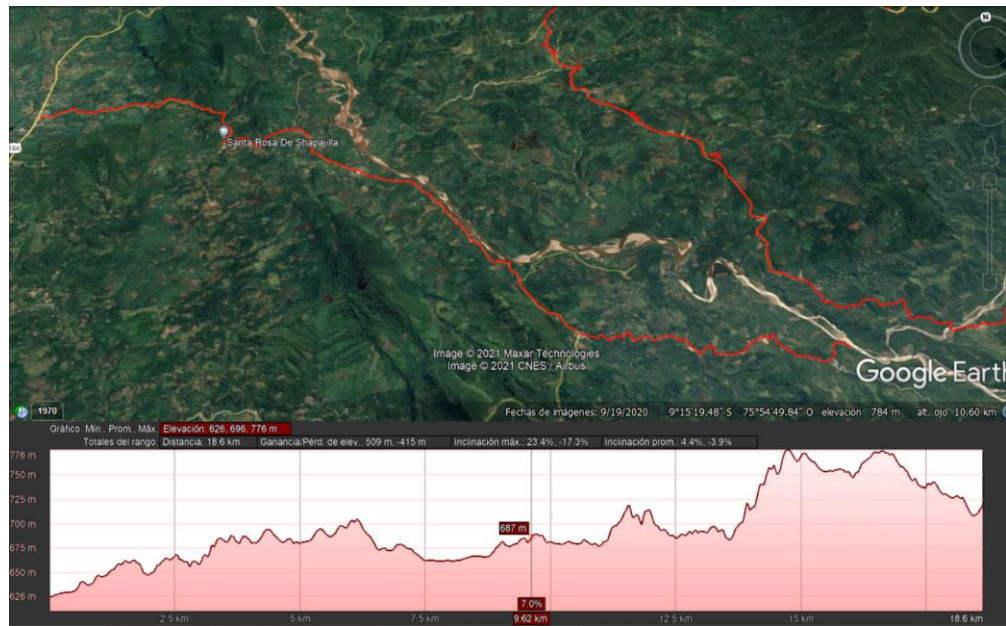 N
18A
Santa Rosa De Shapajilla
Image © 2021 Maxar Technologies
Image © 2021 CNES / Airbus
Google Earth
1970
Fechas de imágenes: 9/19/2020 9°15'19.48" S 75°54'49.84" O elevación 784 m alt. ojo 10.60 km
Gráfico: Mín., Prom., Máx. Elevación: 626, 696, 776 m
Totales del rango: Distancia: 18.6 km Ganancia/Pérd. de elev.: 509 m, -415 m Inclinación máx.: 23.4%, -17.3% Inclinación prom.: 4.4%, -3.9%
776 m
750 m
725 m
700 m
687 m
675 m
650 m
626 m
7.0%
2.5 km 5 km 7.5 km 9.62 km 12.5 km 15 km 18.6 km